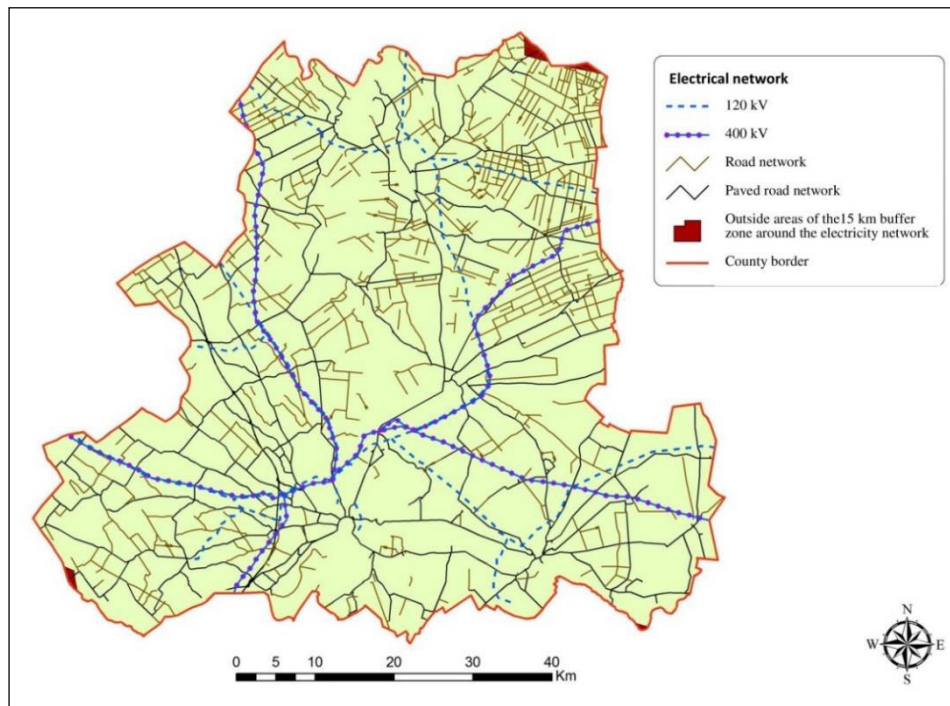 Electrical network
120 kV
400 kV
Road network
Paved road network
Outside areas of the15 km buffer
zone around the electricity network
County border
N
W E
S
0 5 10 20 30 40
Km